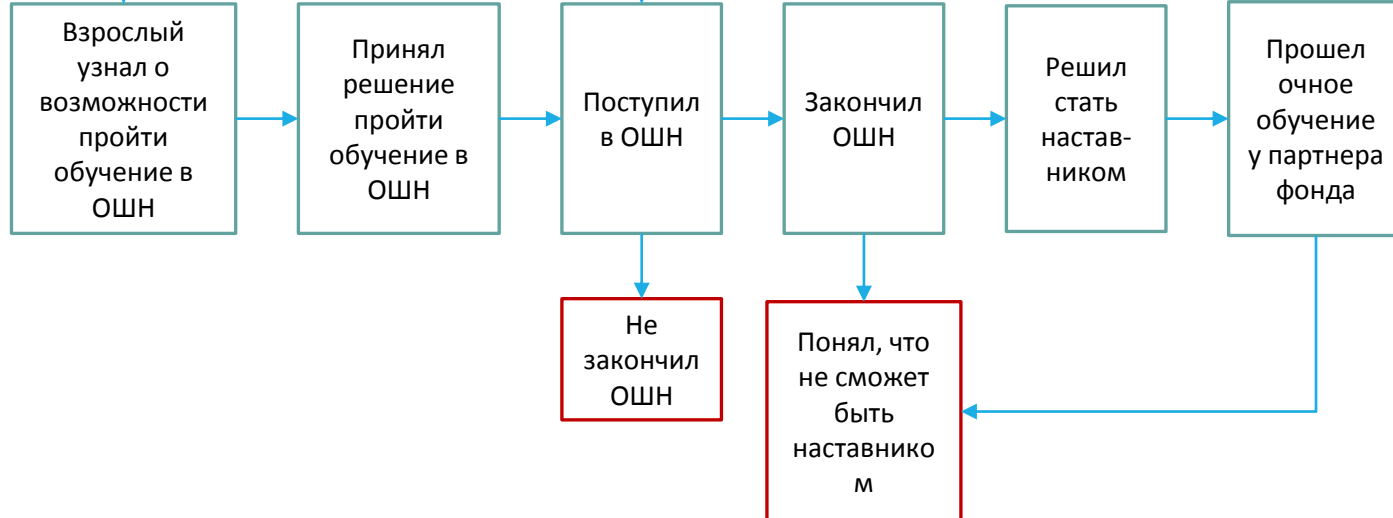 Взрослый
узнал о
возможности
пройти
обучение в
ОШН
Принял
решение
пройти
обучение в
ОШН
Поступил
в ОШН
Закончил
ОШН
Решил
стать
настав-
ником
Прошел
очное
обучение
у партнера
фонда
Не
закончил
ОШН
Понял, что
не сможет
быть
наставнико
м